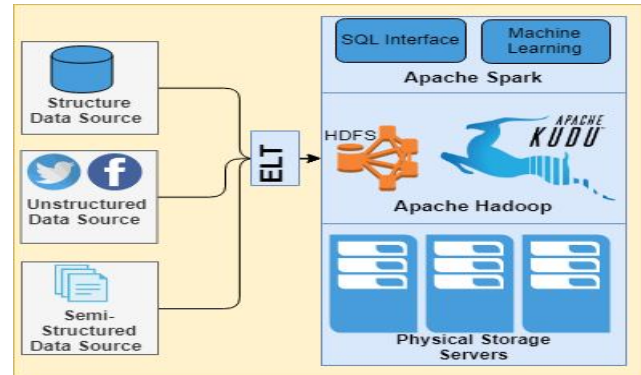 Structure
Data Source
Unstructured
Data Source
Semi-
Structured
Data Source
ELT
SQL Interface
Machine
Learning
Apache Spark
HDFS
APACHE
KUDU
Apache Hadoop
Physical Storage
Servers